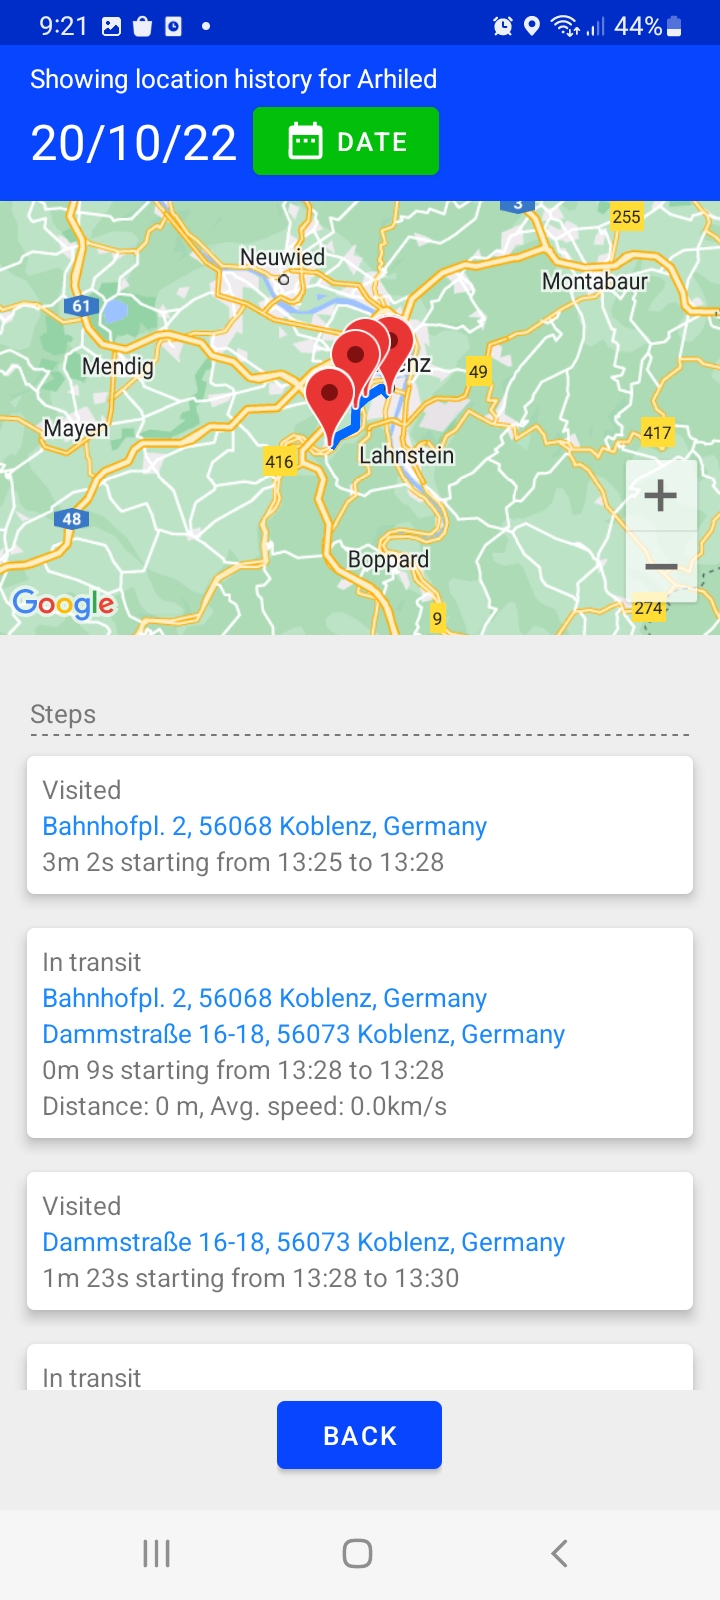 9:21
44%
Showing location history for Arhiled
20/10/22
DATE
3
255
Neuwied
Montabaur
61
Mendig
enz
49
Mayen
417
416
Lahnstein
48
Boppard
Google
274
9
Steps
Visited
Bahnhofpl. 2, 56068 Koblenz, Germany
3m 2s starting from 13:25 to 13:28
In transit
Bahnhofpl. 2, 56068 Koblenz, Germany
Dammstraße 16-18, 56073 Koblenz, Germany
0m 9s starting from 13:28 to 13:28
Distance: 0 m, Avg. speed: 0.0km/s
Visited
Dammstraße 16-18, 56073 Koblenz, Germany
1m 23s starting from 13:28 to 13:30
In transit
BACK